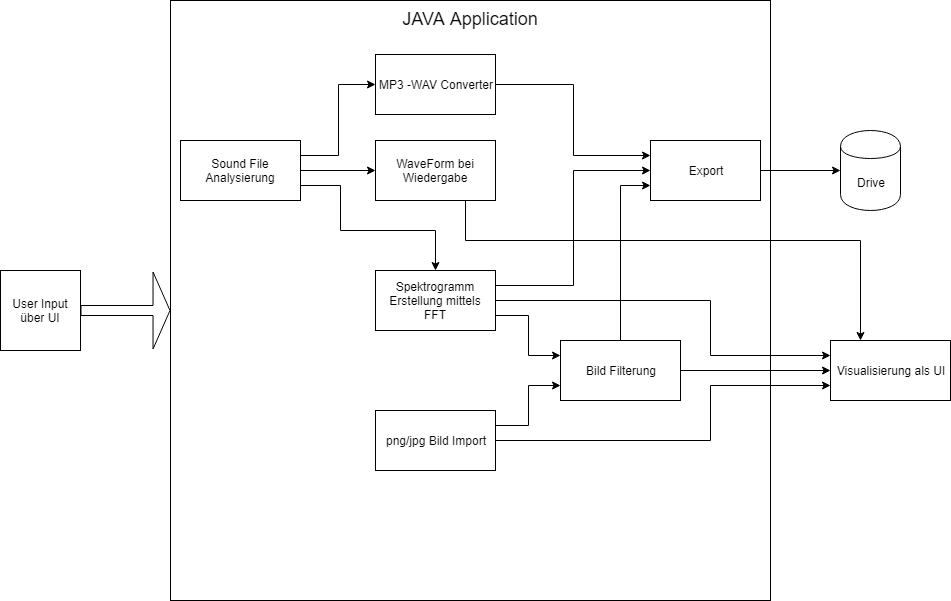 JAVA Application
MP3 -WAV Converter
Sound File
Analysierung
WaveForm bei
Wiedergabe
Export
Drive
User Input
über UI
Spektrogramm
Erstellung mittels
FFT
Bild Filterung
Visualisierung als UI
png/jpg Bild Import